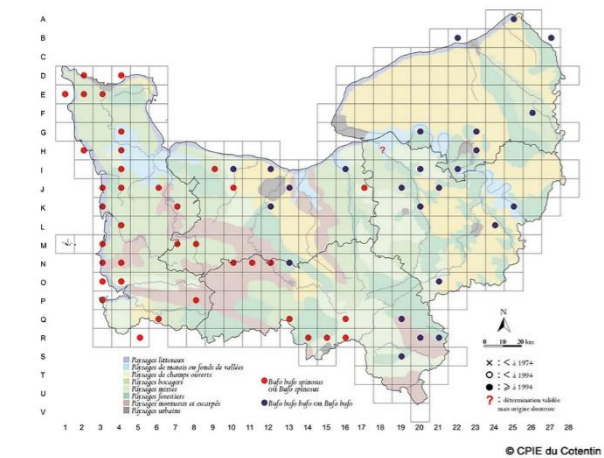 A
B
C
D
E
F
G
H
I
J
K
L
M
N
O
P
Q
R
S
T
U
V
?
N
0 10 20 km
Paysages littoraux
Paysages de marais ou fonds de vallées
Paysages de champs ouverts
Paysages bocagers
Paysages mixtes
Paysages forestiers
Paysages montueux et escarpés
Paysages urbains
Bufo bufo spinosus
ou Bufo spinosus
Bufo bufo bufo ou Bufo bufo
X : < à 1974
O : < à 1994
● : ⩾ à 1994
? : détermination validée
mais origine douteuse
1 2 3 4 5 6 7 8 9 10 11 12 13 14 15 16 17 18 19 20 21 22 23 24 25 26 27 28
© CPIE du Cotentin